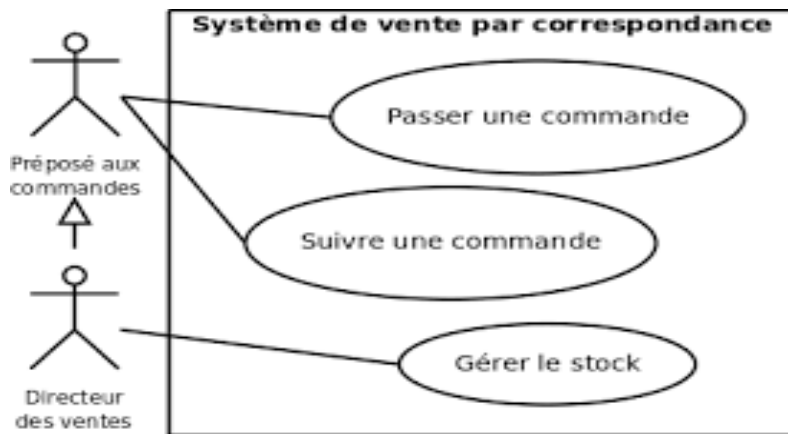 Système de vente par correspondance
Passer une commande
Préposé aux
commandes
Suivre une commande
Gérer le stock
Directeur
des ventes